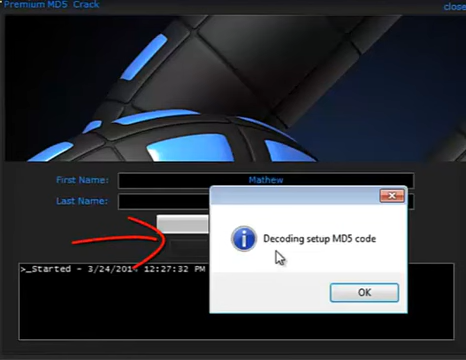 Premium MD5 Crack
close
First Name:
Mathew
Last Name:
Decoding setup MD5 code
OK
>_Started - 3/24/201 12:27:32 PM